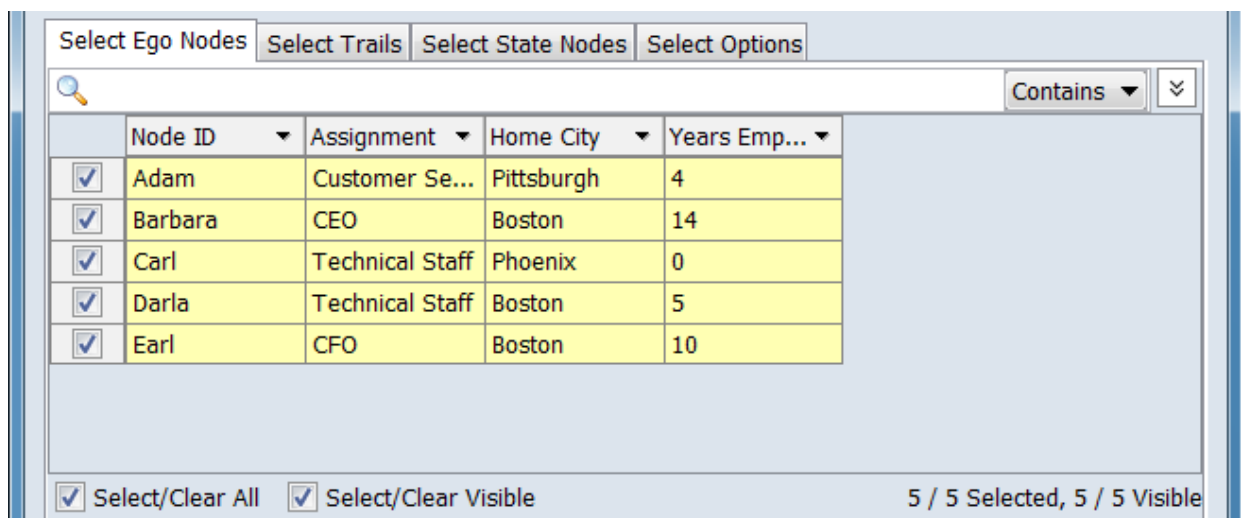 Select Ego Nodes Select Trails Select State Nodes Select Options
Contains
Node ID Assignment Home City Years Emp...
Adam Customer Se... Pittsburgh 4
Barbara CEO Boston 14
Carl Technical Staff Phoenix 0
Darla Technical Staff Boston 5
Earl CFO Boston 10
Select/Clear All Select/Clear Visible 5 / 5 Selected, 5 / 5 Visible